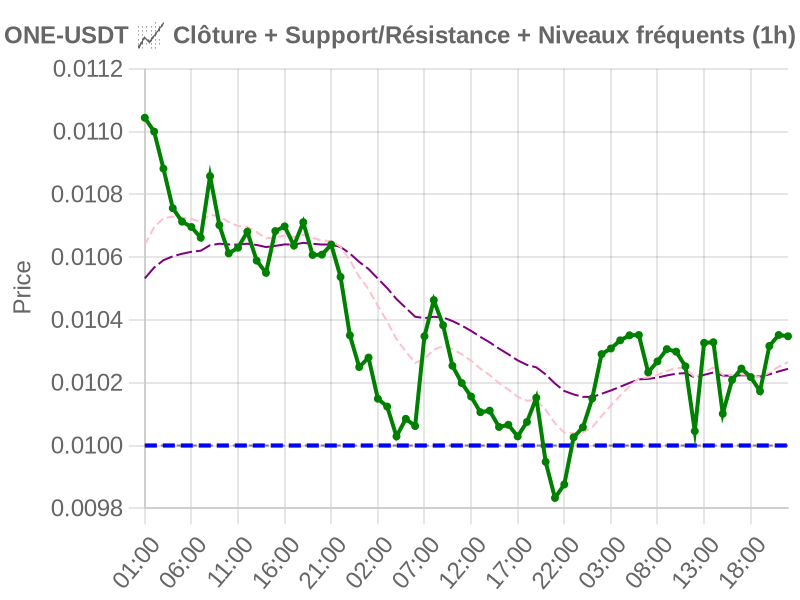 ONE-USDT 📈 Clôture + Support/Résistance + Niveaux fréquents (1h)
0.0112
0.0110
0.0108
0.0106
0.0104
0.0102
0.0100
0.0098
Price
01:00 06:00 11:00 16:00 21:00 02:00 07:00 12:00 17:00 22:00 03:00 08:00 13:00 18:00